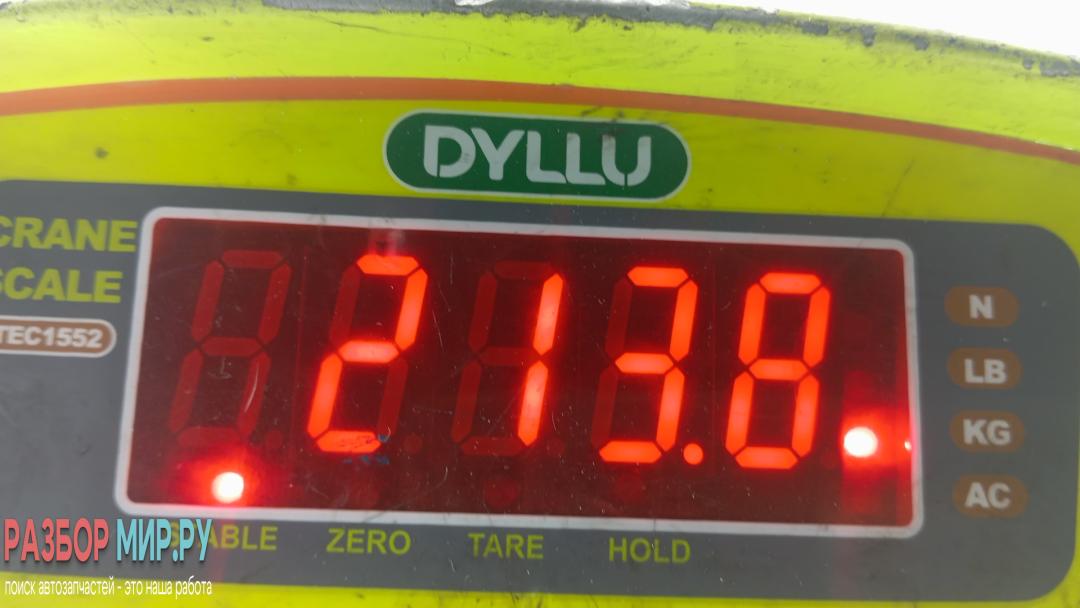 DYLLU
CRANE
SCALE
TEC1552
213.8
N
LB
KG
AC
STABLE ZERO TARE HOLD
РАЗБОР МИР.РУ
поиск автозапчастей - это наша работа